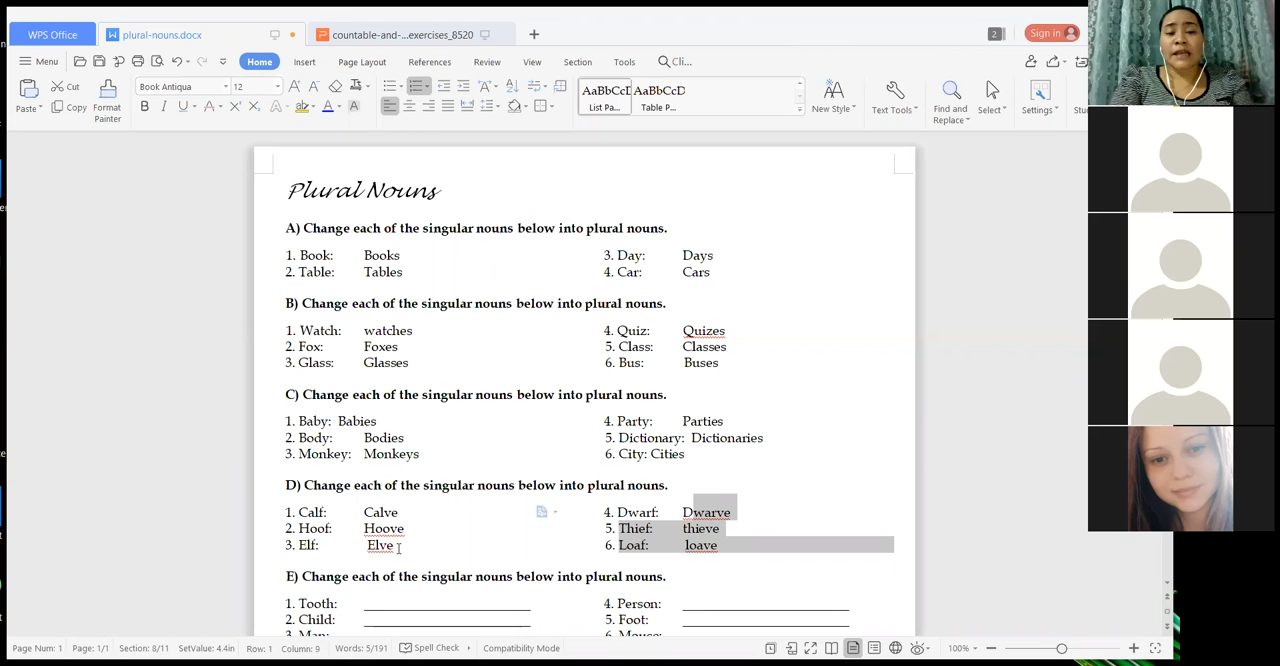 WPS Office
plural-nouns.docx
countable-and-...exercises_8520
2
Sign in
Menu
Home
Insert
Page Layout
References
Review
View
Section
Tools
Cli...
Paste
Cut
Copy
Format Painter
Book Antiqua
12
AaBbCcD
AaBbCcD
List Pa...
Table P...
New Style
Text Tools
Find and Replace
Select
Settings
Plural Nouns
A) Change each of the singular nouns below into plural nouns.
1. Book: Books 3. Day: Days
2. Table: Tables 4. Car: Cars
B) Change each of the singular nouns below into plural nouns.
1. Watch: watches 4. Quiz: Quizes
2. Fox: Foxes 5. Class: Classes
3. Glass: Glasses 6. Bus: Buses
C) Change each of the singular nouns below into plural nouns.
1. Baby: Babies 4. Party: Parties
2. Body: Bodies 5. Dictionary: Dictionaries
3. Monkey: Monkeys 6. City: Cities
D) Change each of the singular nouns below into plural nouns.
1. Calf: Calve 4. Dwarf: Dwarve
2. Hoof: Hoove 5. Thief: thieve
3. Elf: Elve 6. Loaf: loave
E) Change each of the singular nouns below into plural nouns.
1. Tooth: 4. Person:
2. Child: 5. Foot:
3. Man: 6. Mouse:
Page Num: 1 Page: 1/1 Section: 8/11 SetValue: 4.4in Row: 1 Column: 9 Words: 5/191 Spell Check Compatibility Mode 100%